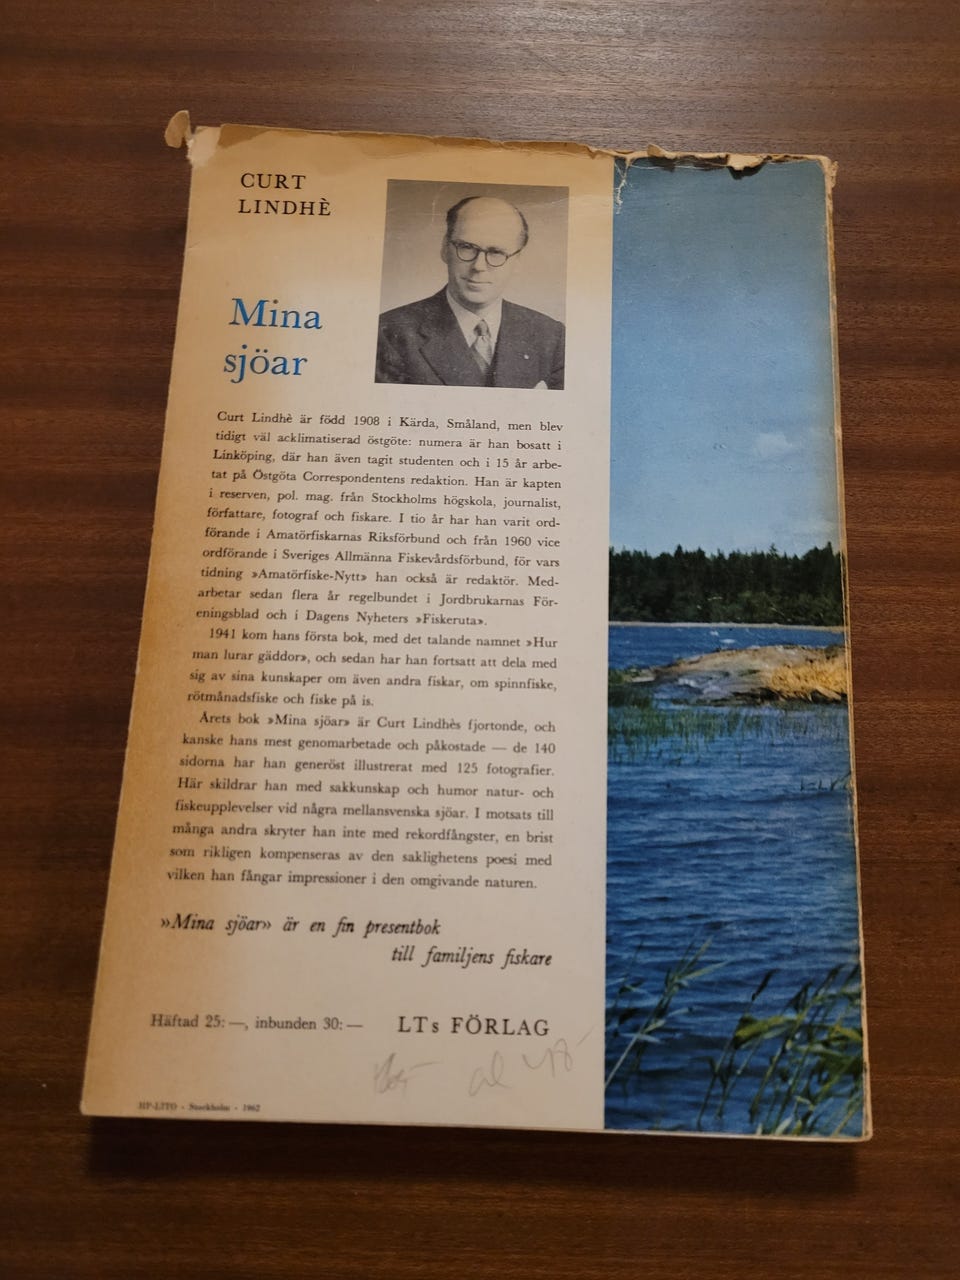 CURT
LINDHÈ
Mina
sjöar
Curt Lindhè är född 1908 i Kärda, Småland, men blev
tidigt väl acklimatiserad östgöte: numera är han bosatt i
Linköping, där han även tagit studenten och i 15 år arbe-
tat på Östgöta Correspondentens redaktion. Han är kapten
i reserven, pol. mag. från Stockholms högskola, journalist,
författare, fotograf och fiskare. I tio år har han varit ord-
förande i Amatörfiskarnas Riksförbund och från 1960 vice
ordförande i Sveriges Allmänna Fiskevårdsförbund, för vars
tidning »Amatörfiske-Nytt» han också är redaktör. Med-
arbetar sedan flera år regelbundet i Jordbrukarnas För-
eningsblad och i Dagens Nyheters »Fiskeruta».
1941 kom hans första bok, med det talande namnet »Hur
man lurar gäddor», och sedan har han fortsatt att dela med
sig av sina kunskaper om även andra fiskar, om spinnfiske,
rötmånadsfiske och fiske på is.
Årets bok »Mina sjöar» är Curt Lindhès fjortonde, och
kanske hans mest genomarbetade och påkostade — de 140
sidorna har han generöst illustrerat med 125 fotografier.
Här skildrar han med sakkunskap och humor natur- och
fiskeupplevelser vid några mellansvenska sjöar. I motsats till
många andra skryter han inte med rekordfångster, en brist
som rikligen kompenseras av den saklighetens poesi med
vilken han fångar impressioner i den omgivande naturen.
»Mina sjöar» är en fin presentbok
till familjens fiskare
Häftad 25: —, inbunden 30: — LTs FÖRLAG
HP-LITO - Stockholm - 1962